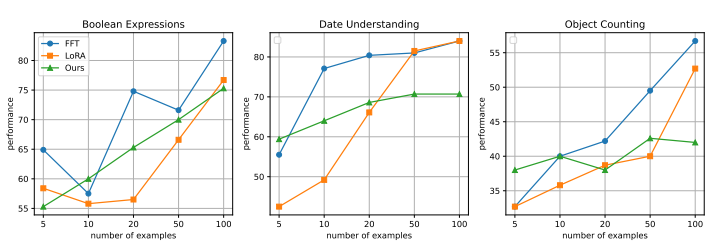 Boolean Expressions
FFT
LoRA
Ours
performance
80
75
70
65
60
55
5 10 20 50 100
number of examples
Date Understanding
performance
80
70
60
50
5 10 20 50 100
number of examples
Object Counting
performance
55
50
45
40
35
5 10 20 50 100
number of examples